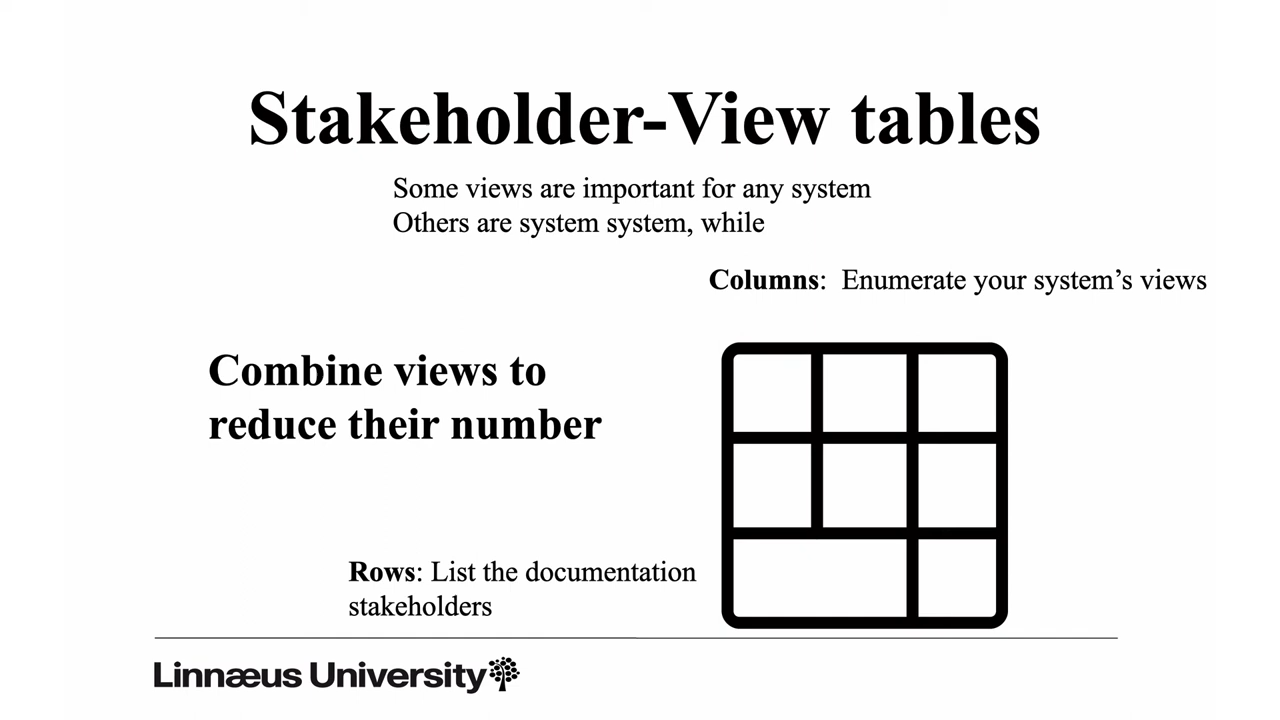 Stakeholder-View tables
Some views are important for any system
Others are system system, while
Columns: Enumerate your system’s views
Combine views to
reduce their number
Rows: List the documentation
stakeholders
Linnæus University